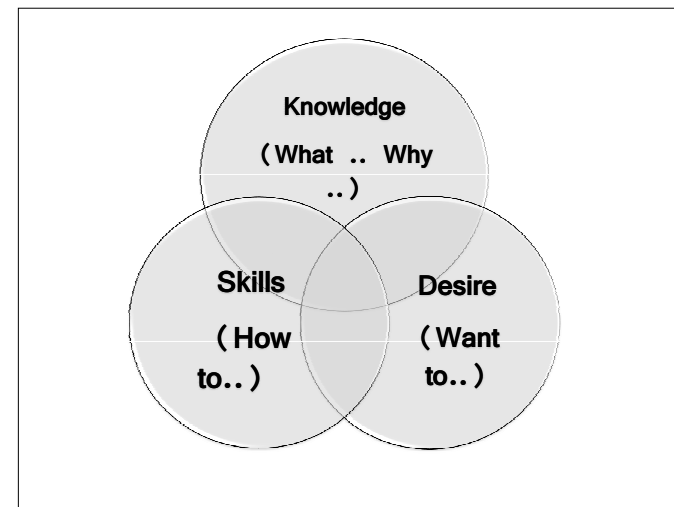 Knowledge
(What .. Why
..)
Skills
(How
to..)
Desire
(Want
to..)